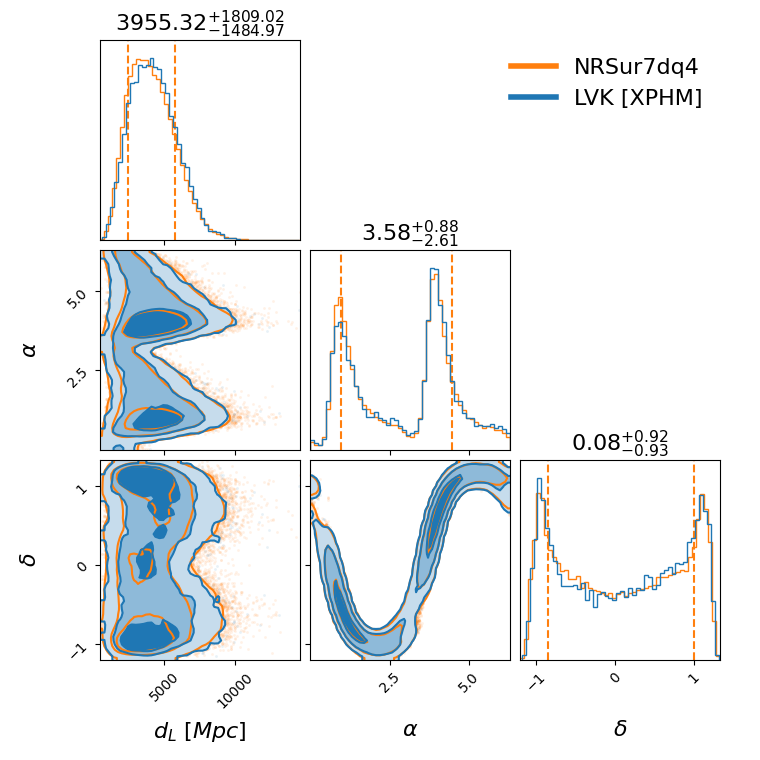 3955.32+1809.02−1484.97
NRSur7dq4
LVK [XPHM]
3.58+0.88−2.61
5.0
2.5
α
0.08+0.92−0.93
1
0
−1
δ
5000
10000
2.5
5.0
−1
0
1
d_L [Mpc]
α
δ